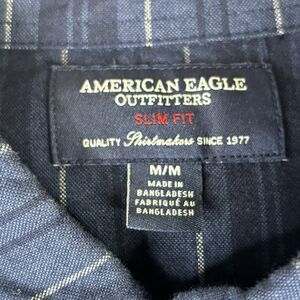 AMERICAN EAGLE
OUTFITTERS
SLIM FIT
QUALITY Shirtmakers SINCE 1977
M/M
MADE IN
BANGLADESH
FABRIQUÉ AU
BANGLADESH